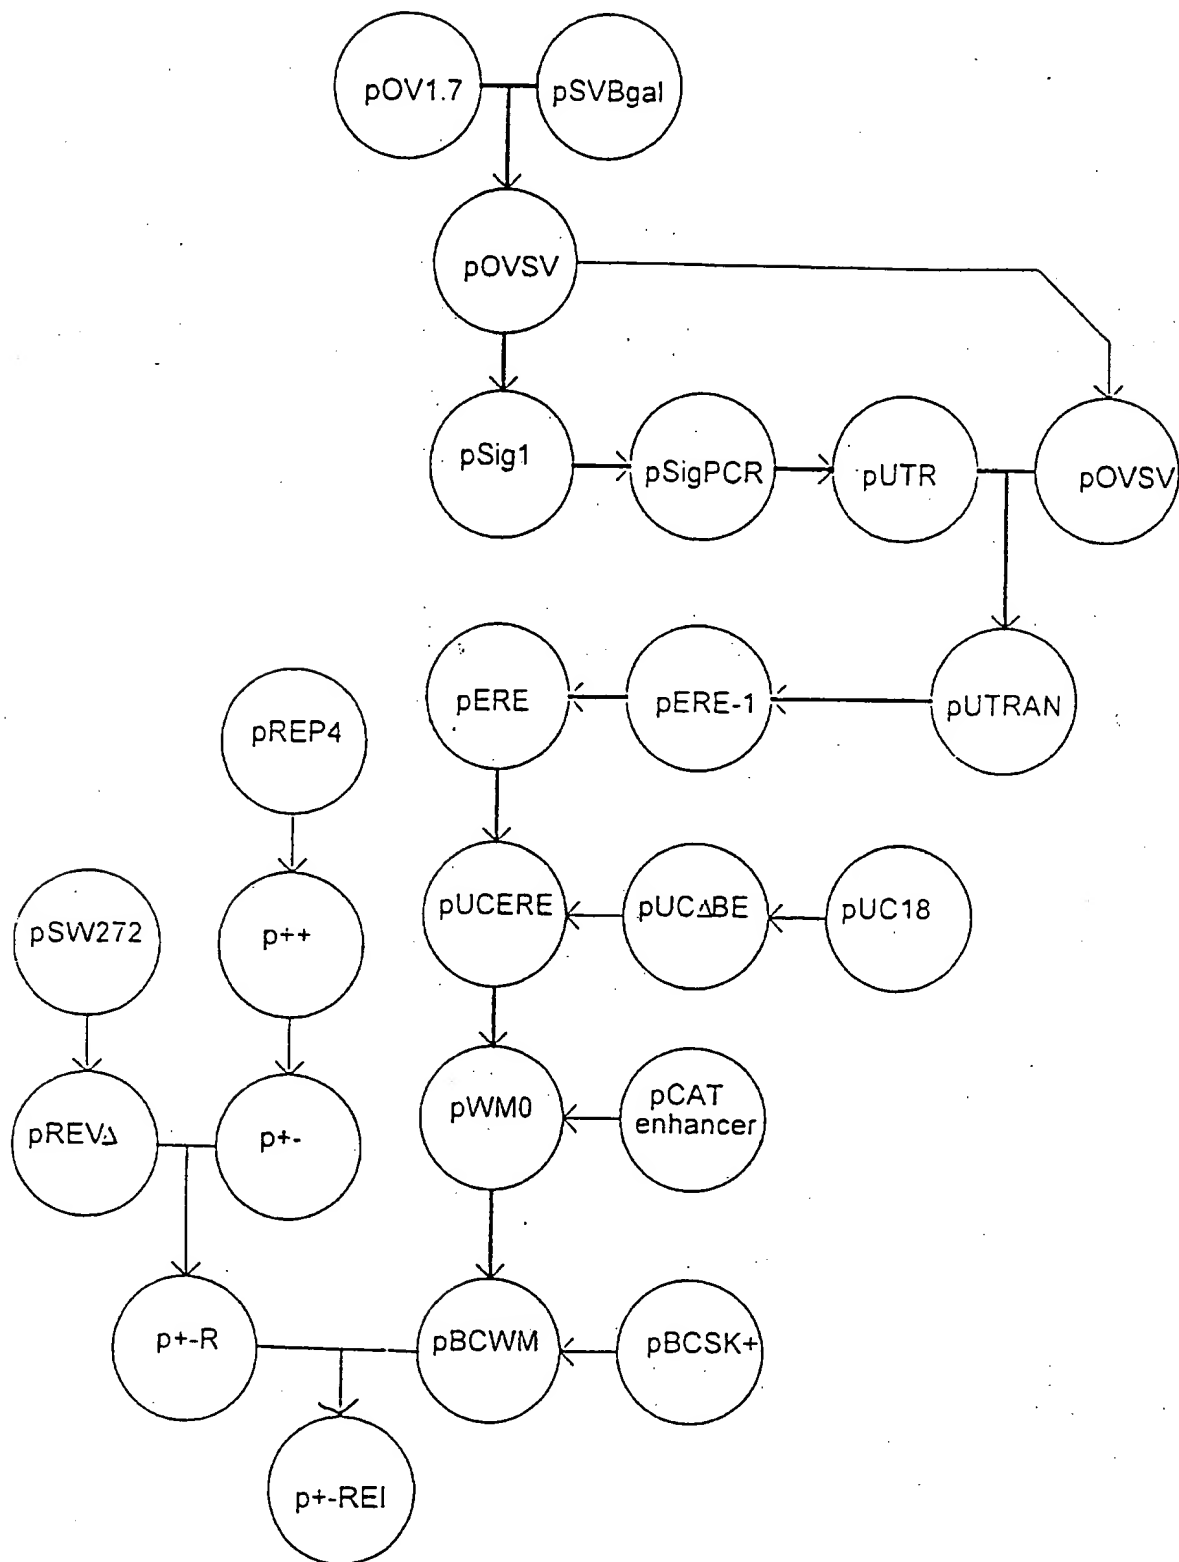 pOV1.7
pSVBgal
pOVSV
pSig1
pSigPCR
pUTR
pOVSV
pERE
pERE-1
pUTRAN
pREP4
pUCERE
pUCΔBE
pUC18
pSW272
p++
pWM0
pCAT
enhancer
pREVΔ
p+-
p+-R
pBCWM
pBCSK+
p+-REI